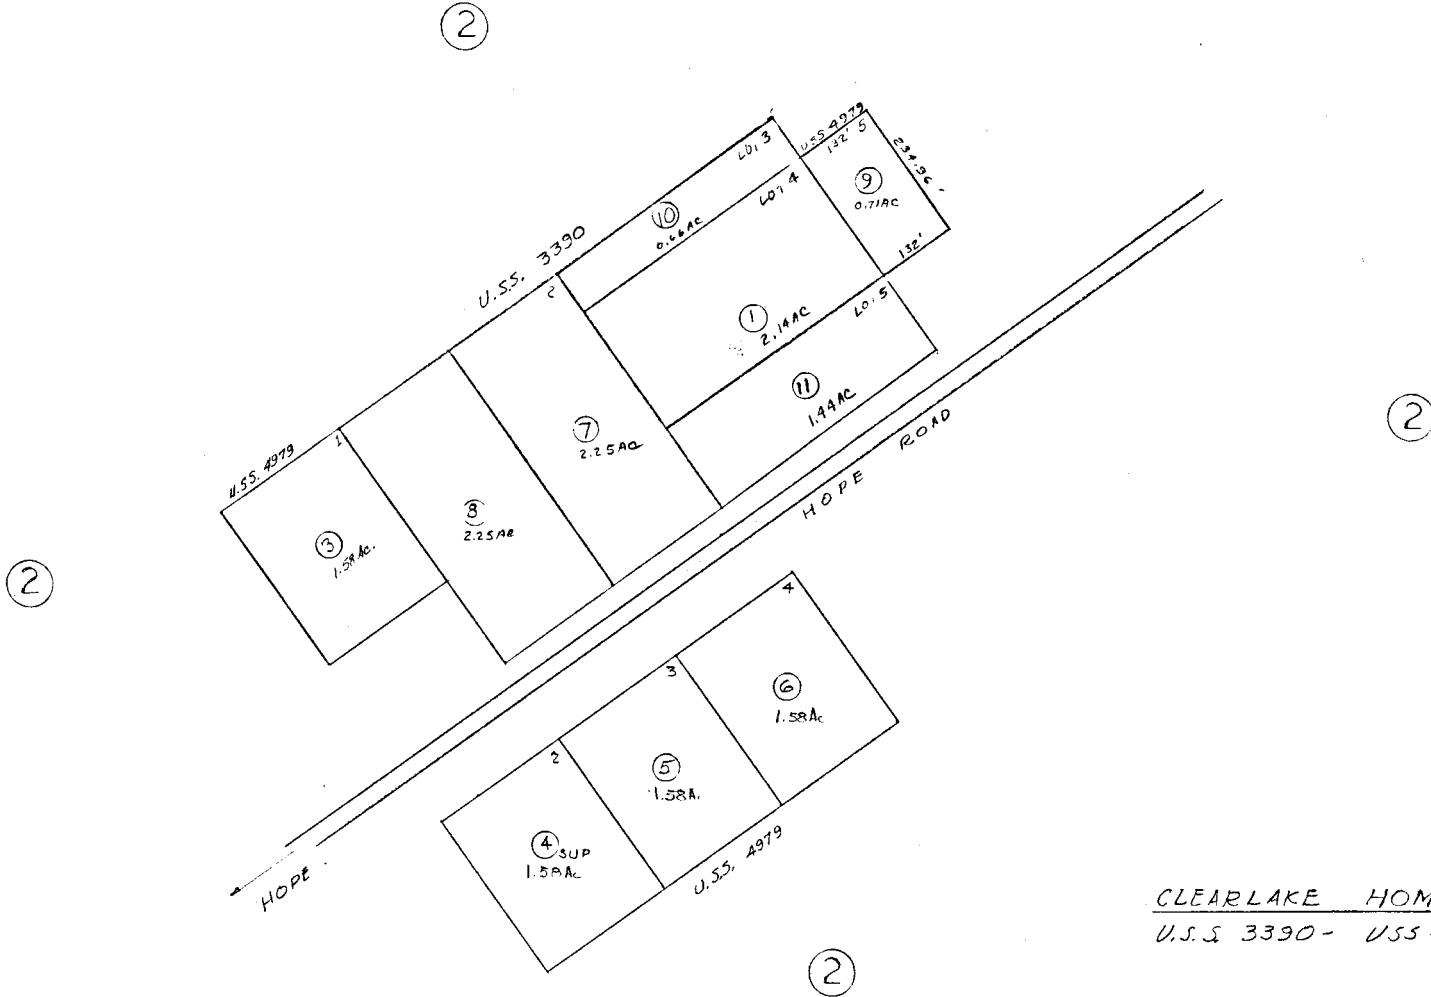 2
U.S.S. 4979
132' 5
234.96'
9
0.71AC
132'
LOT 3
LOT 4
10
0.66AC
U.S.S. 3390
2
1
2.14AC
LOT 5
11
1.44AC
7
2.25AC
1
U.S.S. 4979
8
2.25AC
3
1.58AC.
2
2
HOPE ROAD
4
6
1.58Ac
3
5
1.58A.
2
4 SUP
1.58Ac
U.S.S. 4979
HOPE
CLEARLAKE HOM
U.S.S 3390 - USS
2